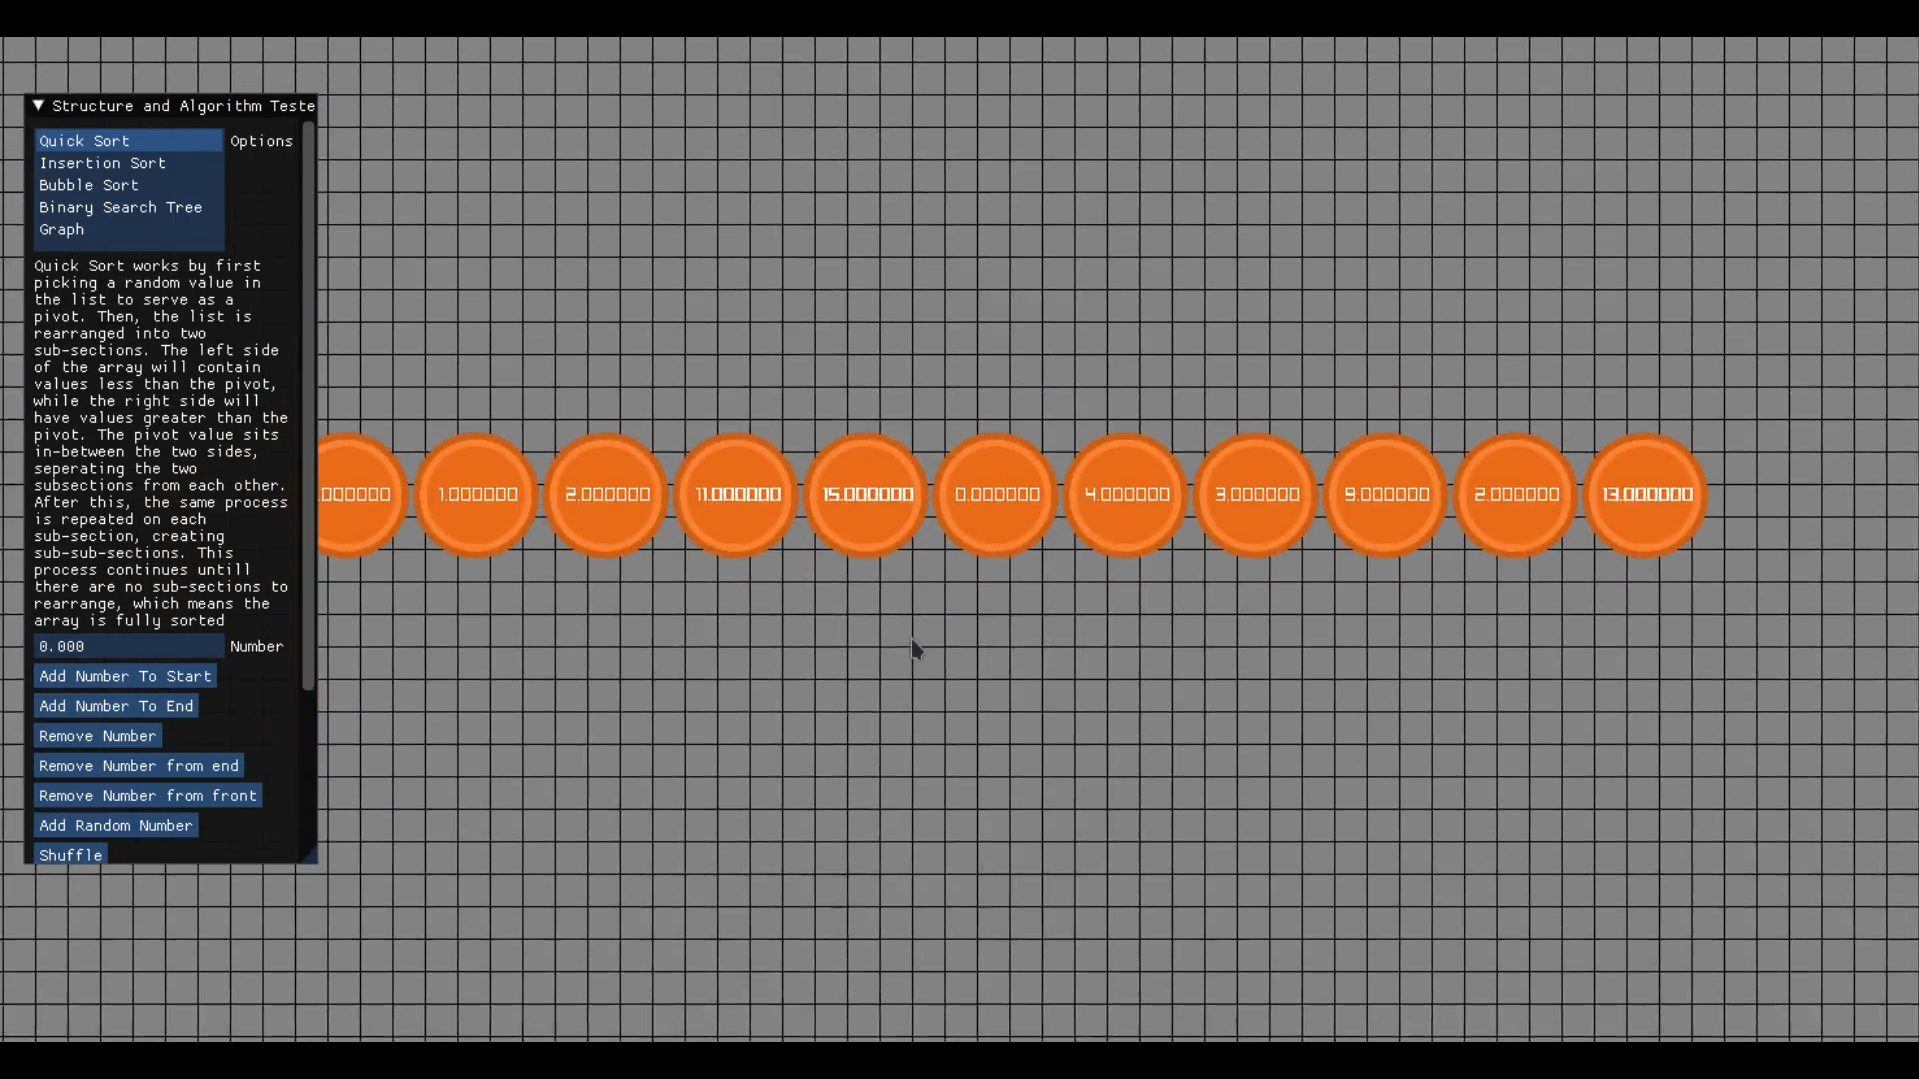 Structure and Algorithm Teste
Quick Sort
Options
Insertion Sort
Bubble Sort
Binary Search Tree
Graph
Quick Sort works by first
picking a random value in
the list to serve as a
pivot. Then, the list is
rearranged into two
sub-sections. The left side
of the array will contain
values less than the pivot,
while the right side will
have values greater than the
pivot. The pivot value sits
in-between the two sides,
seperating the two
subsections from each other.
After this, the same process
is repeated on each
sub-section, creating
sub-sub-sections. This
process continues untill
there are no sub-sections to
rearrange, which means the
array is fully sorted
0.000
Number
Add Number To Start
Add Number To End
Remove Number
Remove Number from end
Remove Number from front
Add Random Number
Shuffle
.000000 1.000000 2.000000 11.000000 15.000000 0.000000 4.000000 3.000000 9.000000 2.000000 13.000000